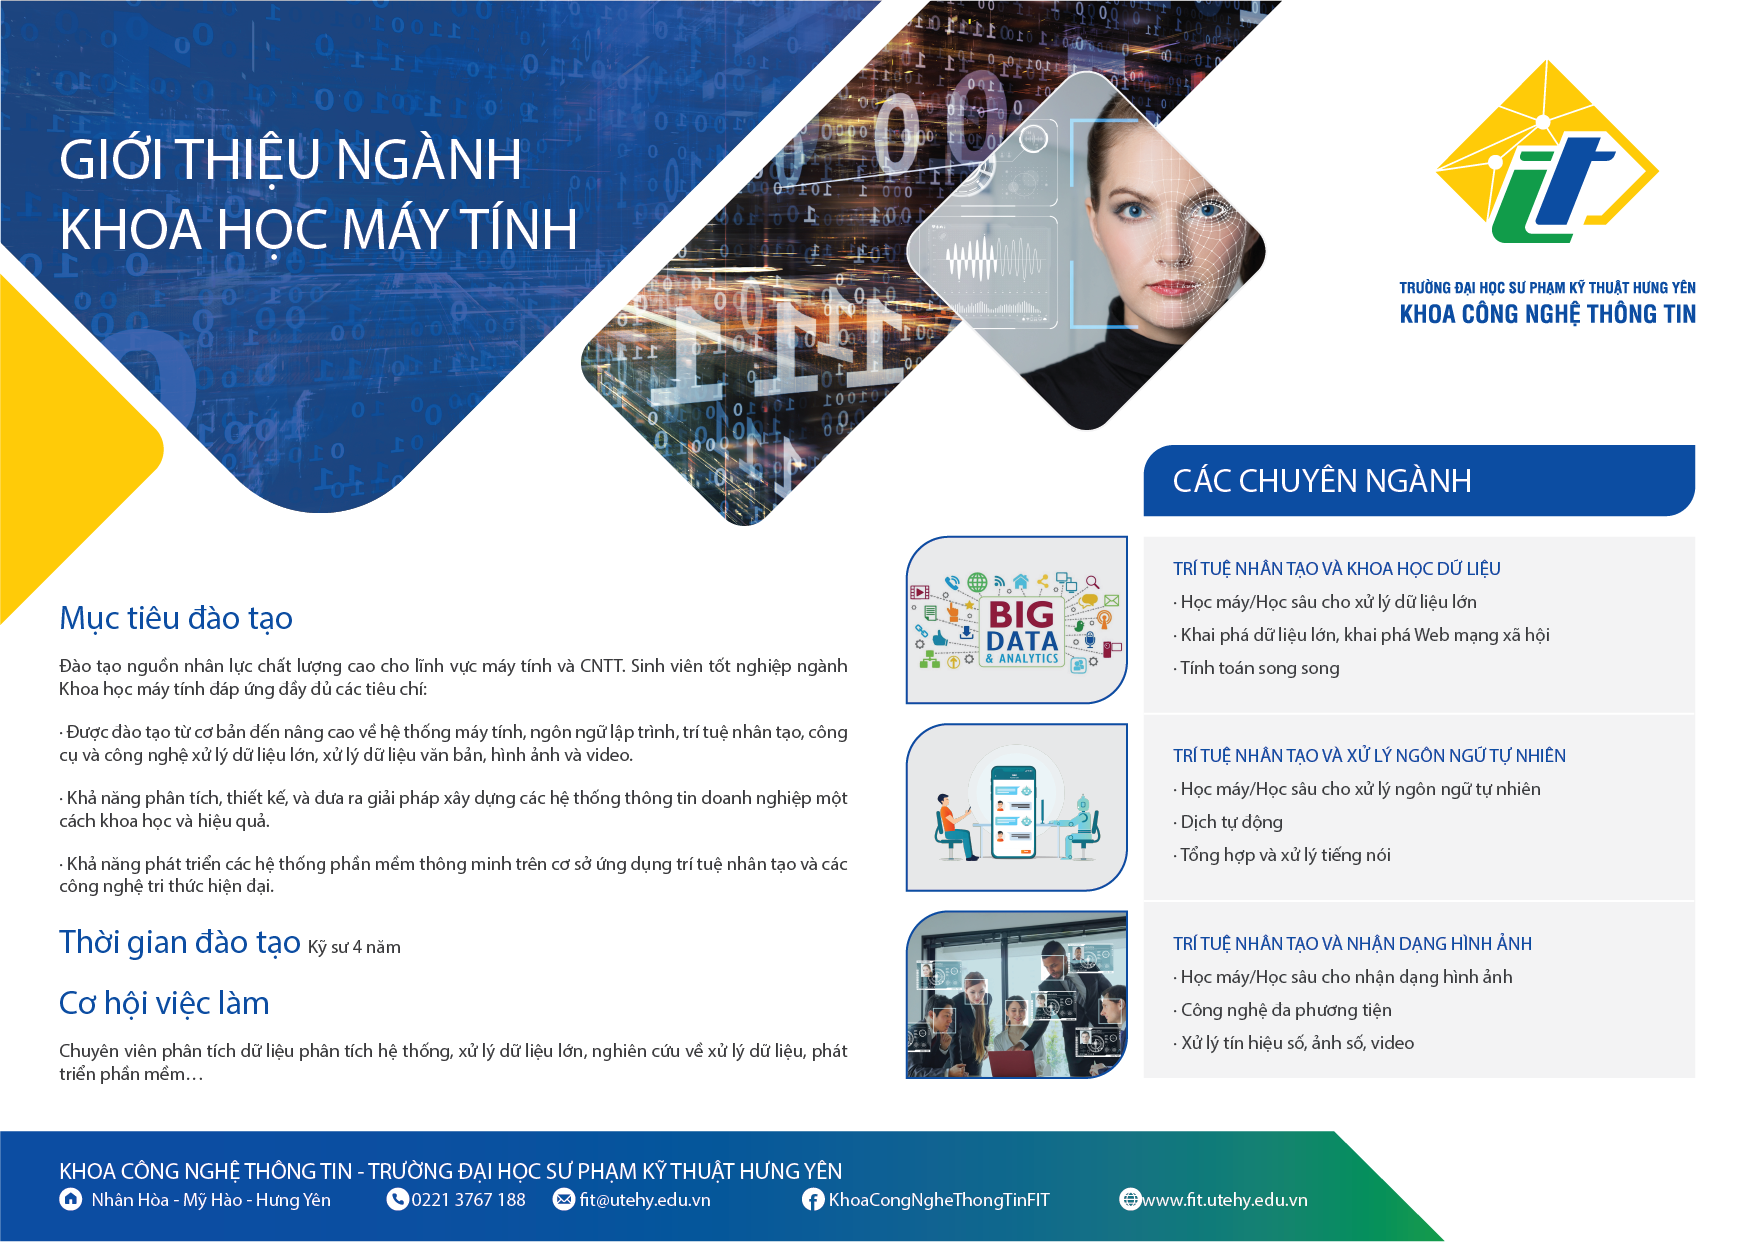 GIỚI THIỆU NGÀNH
KHOA HỌC MÁY TÍNH
TRƯỜNG ĐẠI HỌC SƯ PHẠM KỸ THUẬT HƯNG YÊN
KHOA CÔNG NGHỆ THÔNG TIN
Mục tiêu đào tạo
Đào tạo nguồn nhân lực chất lượng cao cho lĩnh vực máy tính và CNTT. Sinh viên tốt nghiệp ngành
Khoa học máy tính đáp ứng đầy đủ các tiêu chí:
· Được đào tạo từ cơ bản đến nâng cao về hệ thống máy tính, ngôn ngữ lập trình, trí tuệ nhân tạo, công
cụ và công nghệ xử lý dữ liệu lớn, xử lý dữ liệu văn bản, hình ảnh và video.
· Khả năng phân tích, thiết kế, và đưa ra giải pháp xây dựng các hệ thống thông tin doanh nghiệp một
cách khoa học và hiệu quả.
· Khả năng phát triển các hệ thống phần mềm thông minh trên cơ sở ứng dụng trí tuệ nhân tạo và các
công nghệ tri thức hiện đại.
Thời gian đào tạo Kỹ sư 4 năm
Cơ hội việc làm
Chuyên viên phân tích dữ liệu phân tích hệ thống, xử lý dữ liệu lớn, nghiên cứu về xử lý dữ liệu, phát
triển phần mềm…
CÁC CHUYÊN NGÀNH
BIG
DATA
& ANALYTICS
TRÍ TUỆ NHÂN TẠO VÀ KHOA HỌC DỮ LIỆU
· Học máy/Học sâu cho xử lý dữ liệu lớn
· Khai phá dữ liệu lớn, khai phá Web mạng xã hội
· Tính toán song song
TRÍ TUỆ NHÂN TẠO VÀ XỬ LÝ NGÔN NGỮ TỰ NHIÊN
· Học máy/Học sâu cho xử lý ngôn ngữ tự nhiên
· Dịch tự động
· Tổng hợp và xử lý tiếng nói
TRÍ TUỆ NHÂN TẠO VÀ NHẬN DẠNG HÌNH ẢNH
· Học máy/Học sâu cho nhận dạng hình ảnh
· Công nghệ đa phương tiện
· Xử lý tín hiệu số, ảnh số, video
KHOA CÔNG NGHỆ THÔNG TIN - TRƯỜNG ĐẠI HỌC SƯ PHẠM KỸ THUẬT HƯNG YÊN
Nhân Hòa - Mỹ Hào - Hưng Yên 0221 3767 188 fit@utehy.edu.vn KhoaCongNgheThongTinFIT www.fit.utehy.edu.vn